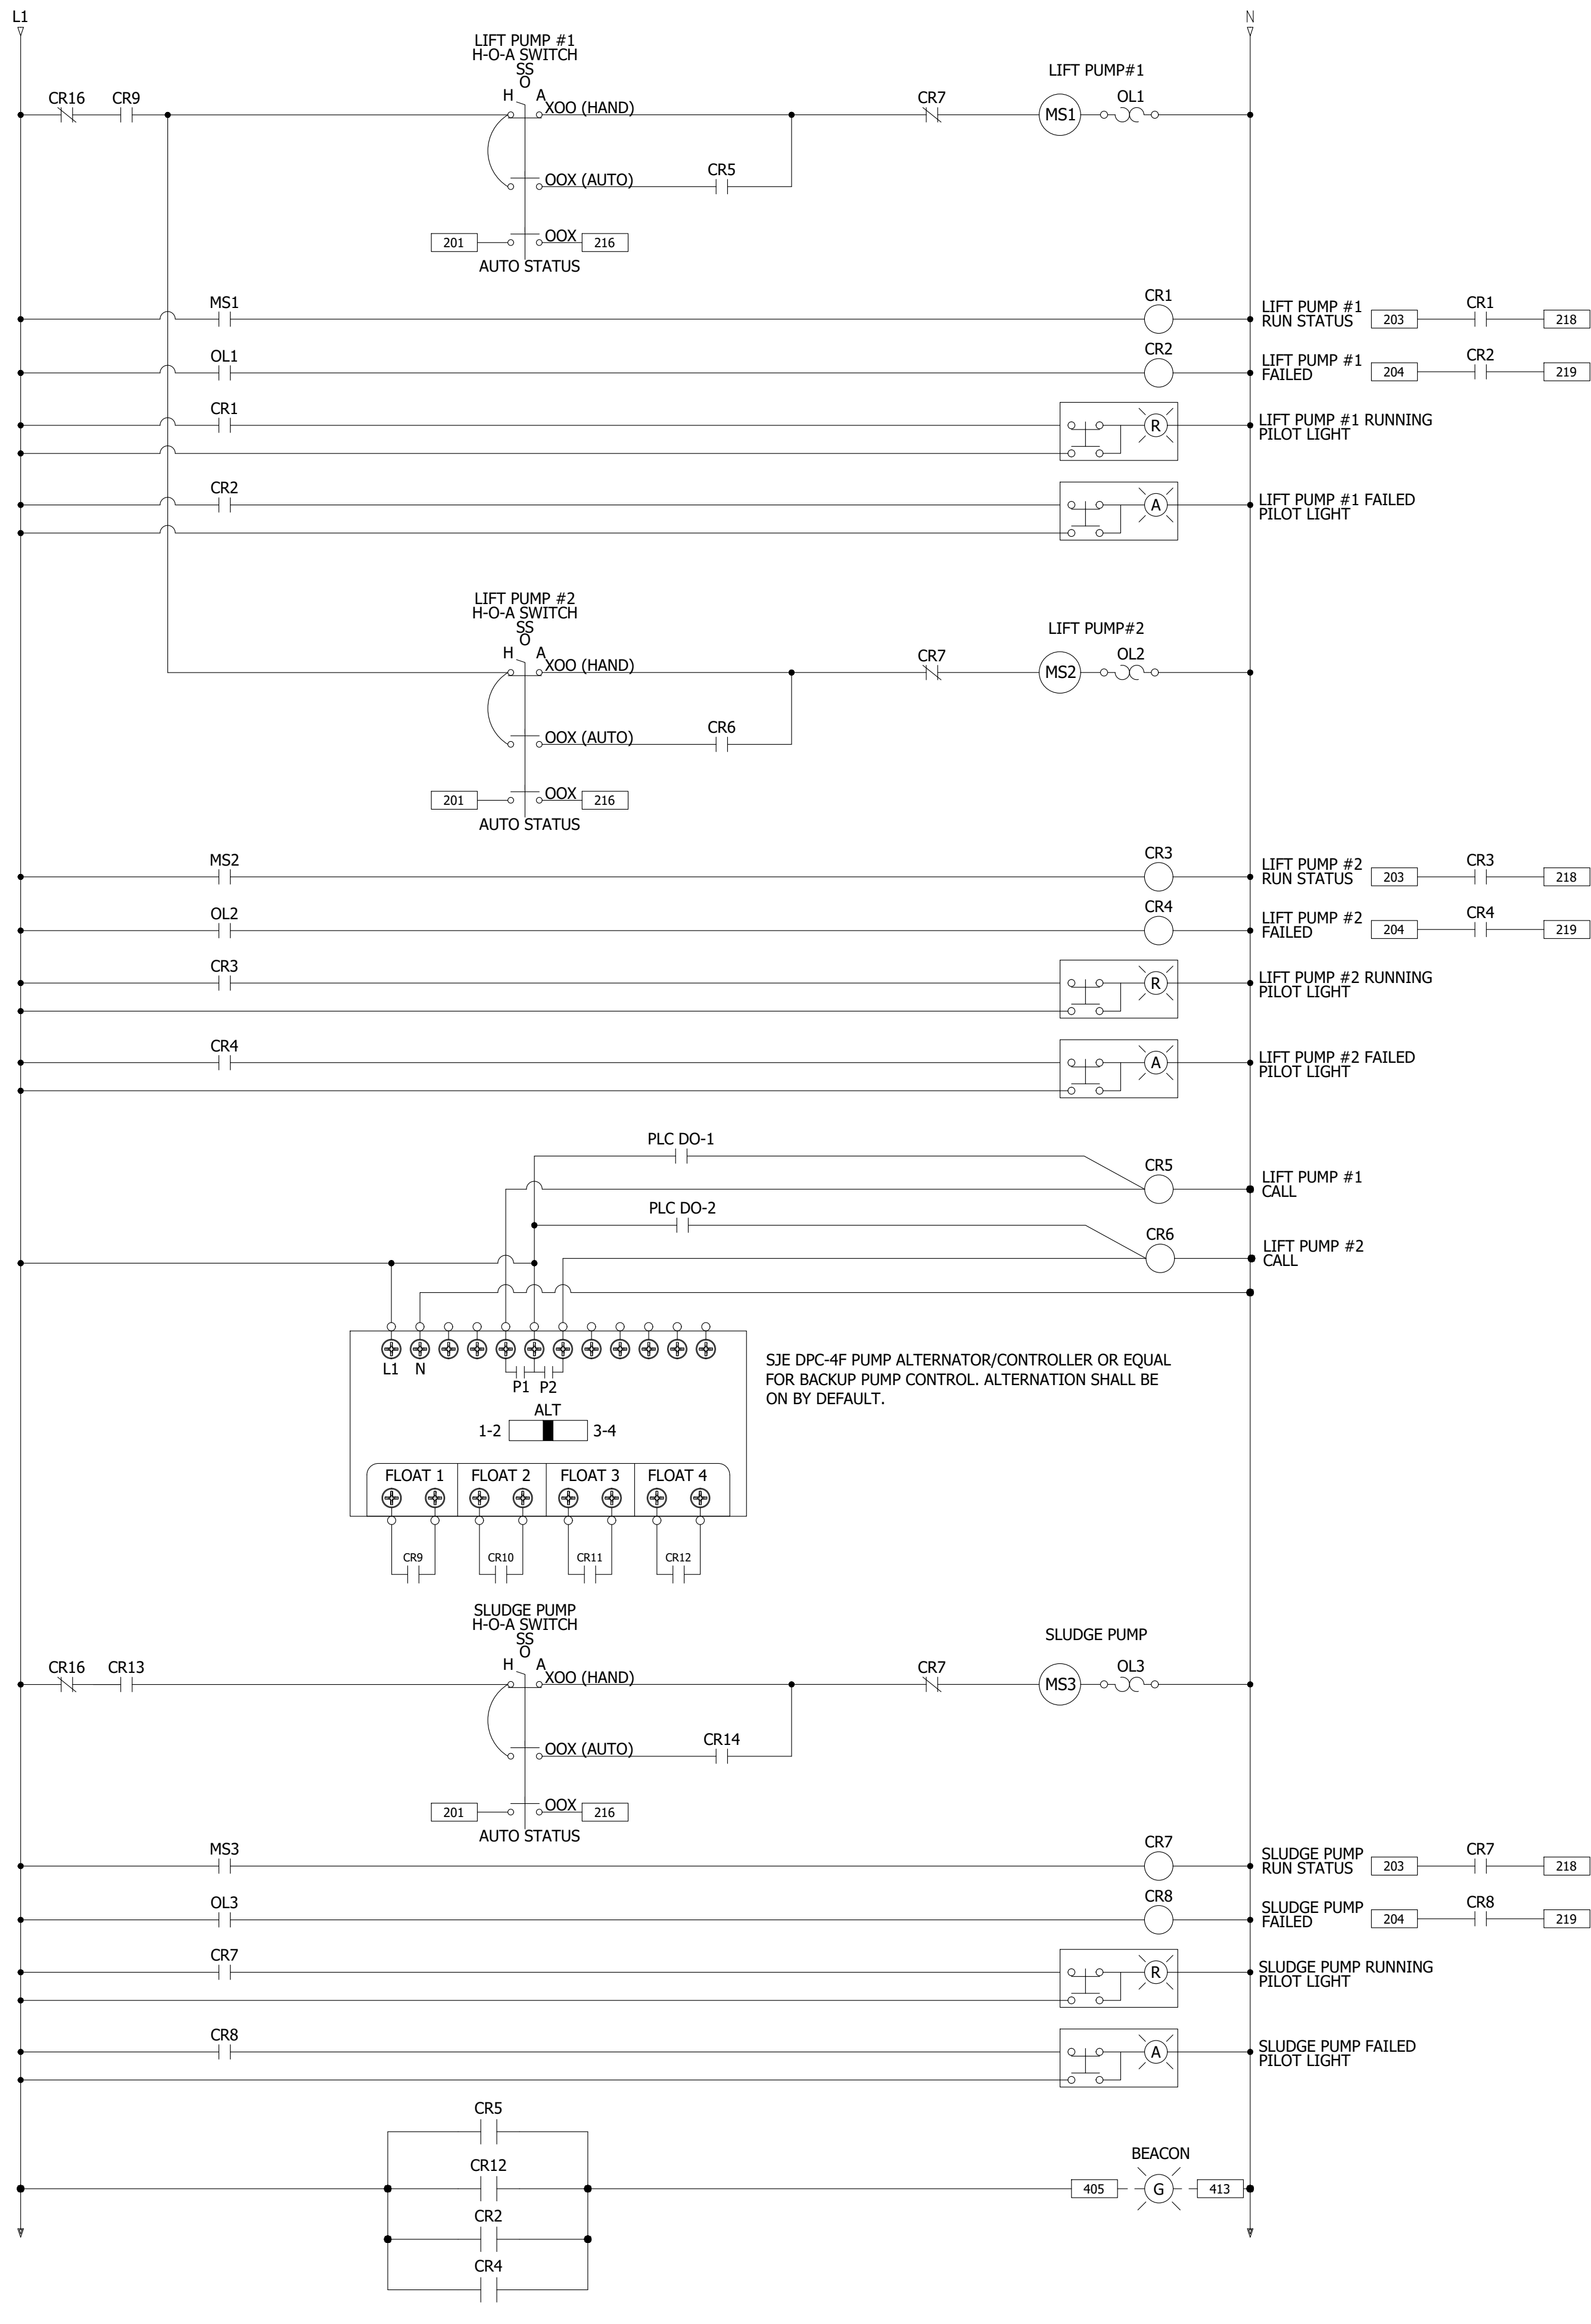 L1
N
LIFT PUMP #1
H-O-A SWITCH
SS
O
H A
XOO (HAND)
LIFT PUMP#1
CR16 CR9
CR7
MS1
OL1
OOX (AUTO)
CR5
201
OOX
216
AUTO STATUS
MS1
CR1
LIFT PUMP #1
RUN STATUS
203
CR1
218
OL1
CR2
LIFT PUMP #1
FAILED
204
CR2
219
CR1
R
LIFT PUMP #1 RUNNING
PILOT LIGHT
CR2
A
LIFT PUMP #1 FAILED
PILOT LIGHT
LIFT PUMP #2
H-O-A SWITCH
SS
O
H A
XOO (HAND)
LIFT PUMP#2
CR7
MS2
OL2
OOX (AUTO)
CR6
201
OOX
216
AUTO STATUS
MS2
CR3
LIFT PUMP #2
RUN STATUS
203
CR3
218
OL2
CR4
LIFT PUMP #2
FAILED
204
CR4
219
CR3
R
LIFT PUMP #2 RUNNING
PILOT LIGHT
CR4
A
LIFT PUMP #2 FAILED
PILOT LIGHT
PLC DO-1
CR5
LIFT PUMP #1
CALL
PLC DO-2
CR6
LIFT PUMP #2
CALL
L1 N
P1 P2
SJE DPC-4F PUMP ALTERNATOR/CONTROLLER OR EQUAL
FOR BACKUP PUMP CONTROL. ALTERNATION SHALL BE
ON BY DEFAULT.
ALT
1-2 3-4
FLOAT 1 FLOAT 2 FLOAT 3 FLOAT 4
CR9 CR10 CR11 CR12
SLUDGE PUMP
H-O-A SWITCH
SS
O
H A
XOO (HAND)
SLUDGE PUMP
CR16 CR13
CR7
MS3
OL3
OOX (AUTO)
CR14
201
OOX
216
AUTO STATUS
MS3
CR7
SLUDGE PUMP
RUN STATUS
203
CR7
218
OL3
CR8
SLUDGE PUMP
FAILED
204
CR8
219
CR7
R
SLUDGE PUMP RUNNING
PILOT LIGHT
CR8
A
SLUDGE PUMP FAILED
PILOT LIGHT
CR5
CR12
CR2
CR4
BEACON
405
G
413